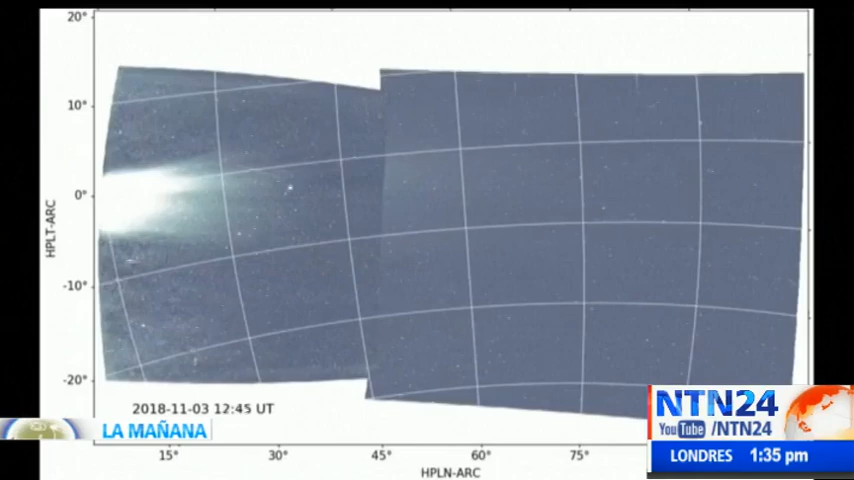 20°
10°
0°
-10°
-20°
HPLT-ARC
2018-11-03 12:45 UT
15°
30°
45°
60°
75°
HPLN-ARC
LA MAÑANA
NTN24
YouTube /NTN24
LONDRES 1:35 pm